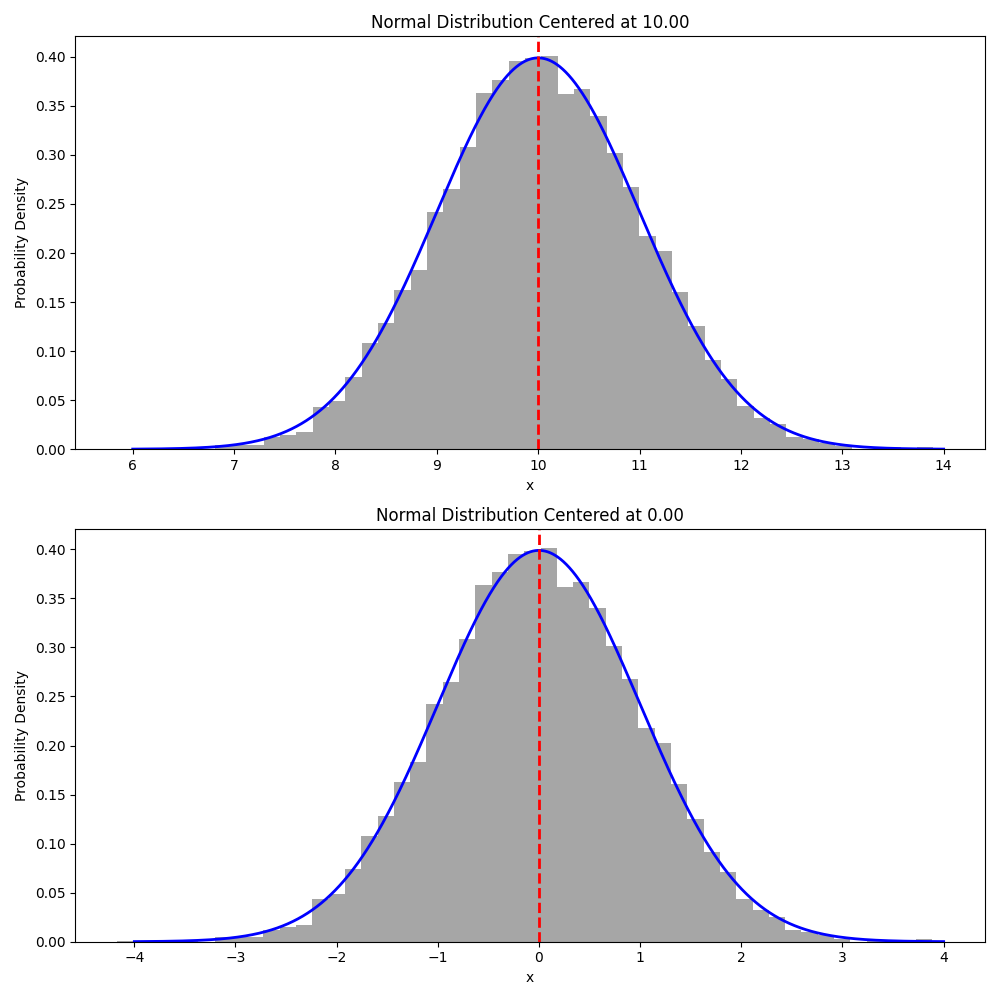 Normal Distribution Centered at 10.00
0.40
0.35
0.30
0.25
0.20
0.15
0.10
0.05
0.00
Probability Density
6 7 8 9 10 11 12 13 14
x
Normal Distribution Centered at 0.00
0.40
0.35
0.30
0.25
0.20
0.15
0.10
0.05
0.00
Probability Density
−4 −3 −2 −1 0 1 2 3 4
x